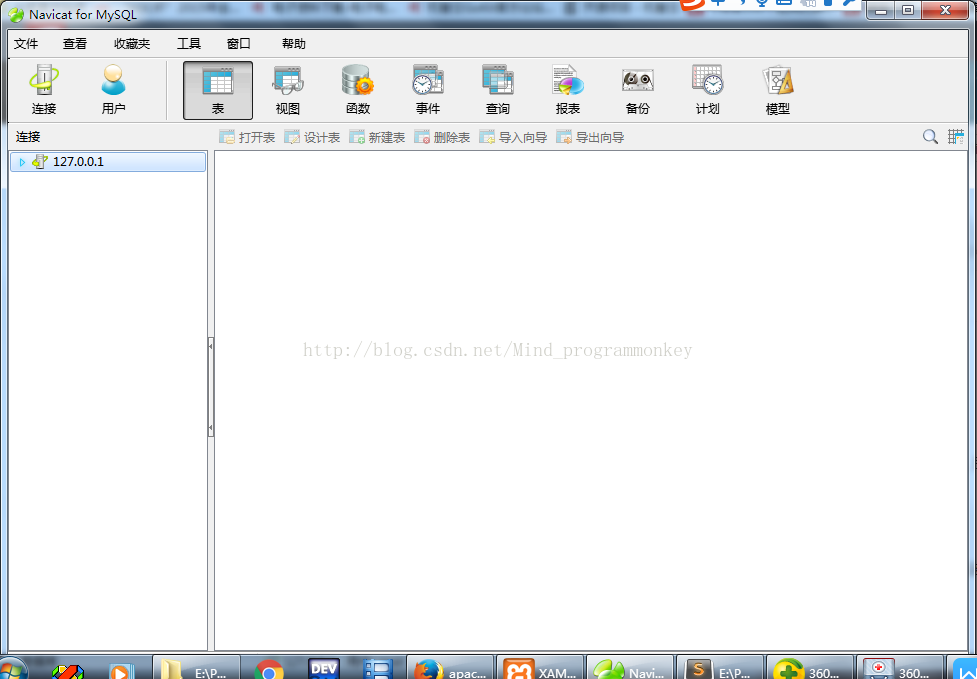 Navicat for MySQL
文件 查看 收藏夹 工具 窗口 帮助
连接 用户 表 视图 函数 事件 查询 报表 备份 计划 模型
连接 打开表 设计表 新建表 删除表 导入向导 导出向导
127.0.0.1
http://blog.csdn.net/Mind_programmonkey
E:\P... DEV apac... XAM... Navi... E:\P... 360... 360...